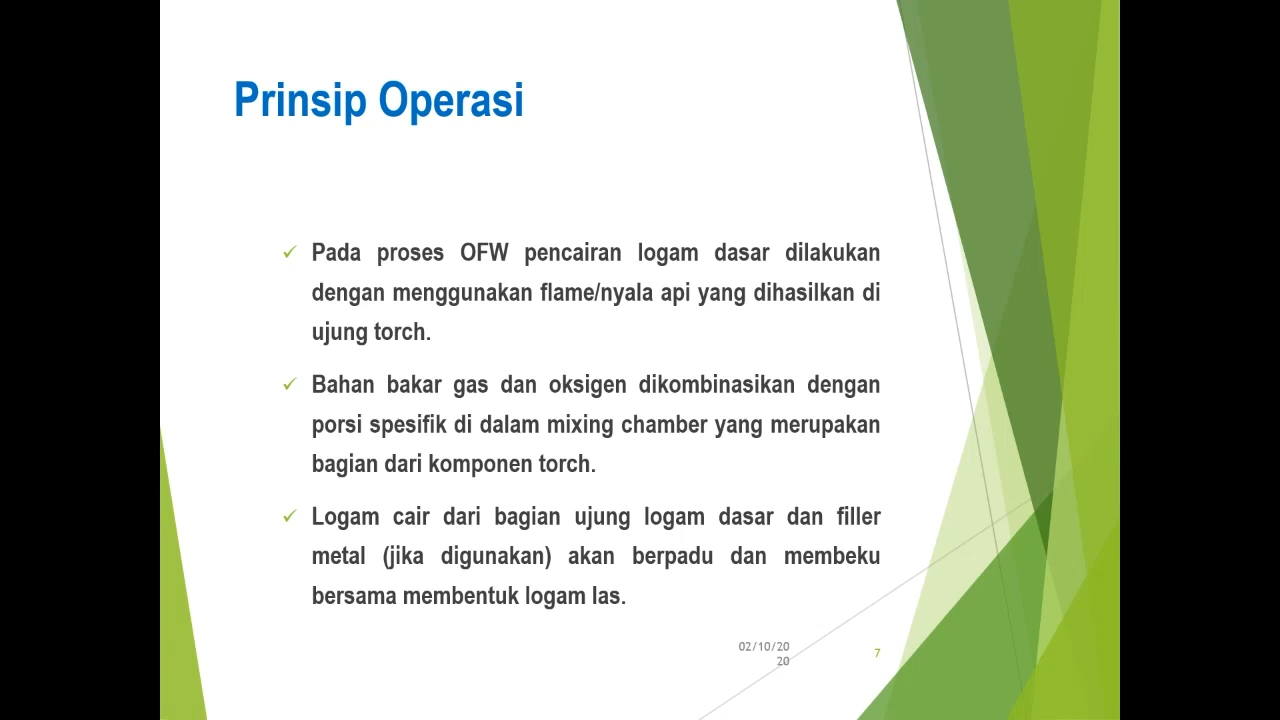 Prinsip Operasi
Pada proses OFW pencairan logam dasar dilakukan
dengan menggunakan flame/nyala api yang dihasilkan di
ujung torch.
Bahan bakar gas dan oksigen dikombinasikan dengan
porsi spesifik di dalam mixing chamber yang merupakan
bagian dari komponen torch.
Logam cair dari bagian ujung logam dasar dan filler
metal (jika digunakan) akan berpadu dan membeku
bersama membentuk logam las.
02/10/20
20
7